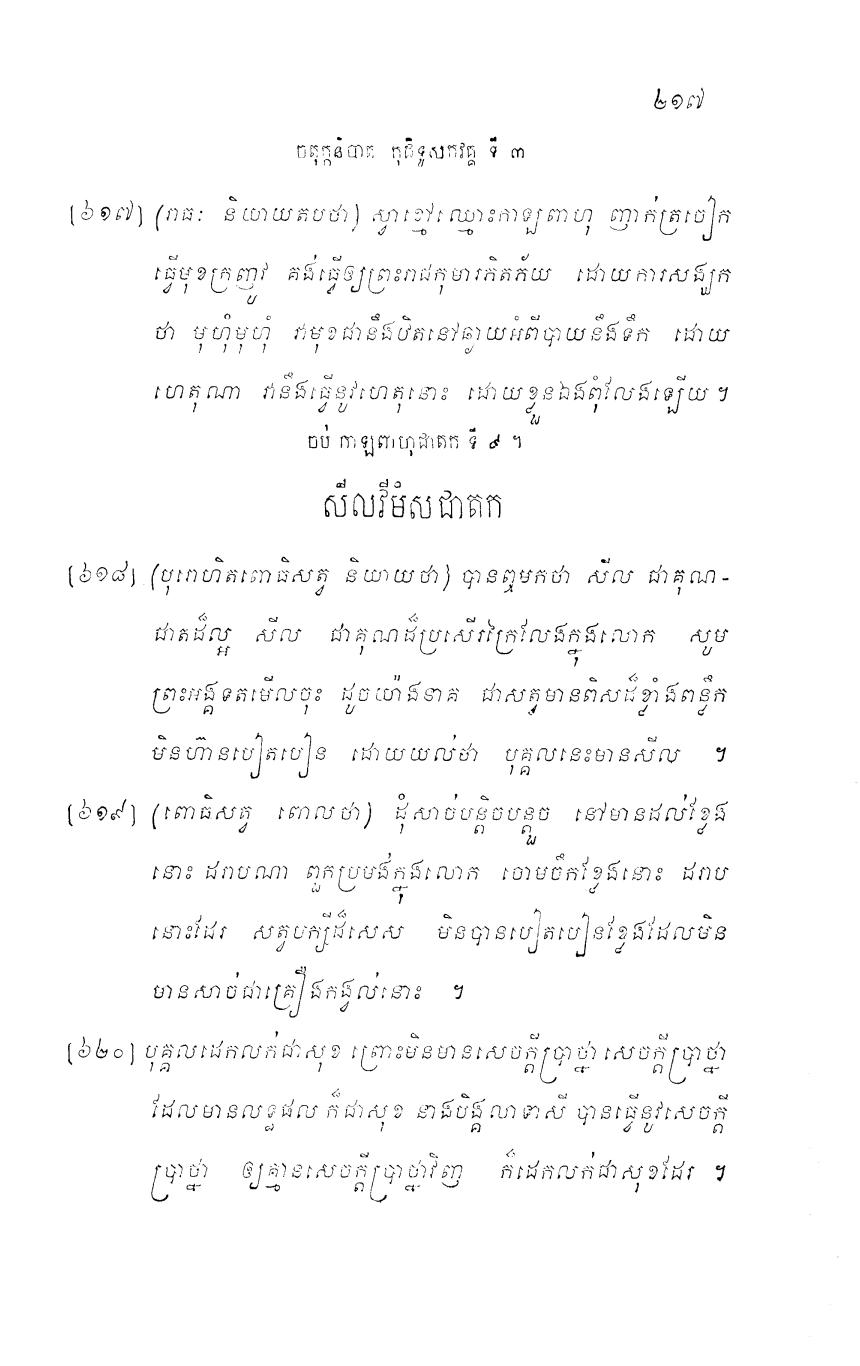 ២១៧
ចតុក្កនិបាត កុដិទូសកវគ្គ ទី ៣
[៦១៧] (រាធៈ និយាយតបថា) ស្វាខ្មៅឈ្មោះកាឡពាហុ ញាក់ត្រចៀក
ធ្វើមុខក្រញូវ គង់ធ្វើឲ្យព្រះរាជកុមារភិតភ័យ ដោយការសង្ឃុក
ថា មុហុំមុហុំ វាមុខជានឹងឋិតនៅឆ្ងាយអំពីបាយនឹងទឹក ដោយ
ហេតុណា វានឹងធ្វើនូវហេតុនោះ ដោយខ្លួនឯងពុំលែងឡើយ ។
ចប់ កាឡពាហុជាតក ទី ៩ ។
សីលវីមំសជាតក
[៦១៨] (បុរោហិតពោធិសត្វ និយាយថា) បានឮមកថា សីល ជាគុណ-
ជាតដ៏ល្អ សីល ជាគុណដ៏ប្រសើរក្រៃលែងក្នុងលោក សូម
ព្រះអង្គទតមើលចុះ ដូចយ៉ាងនាគ ជាសត្វមានពិសដ៏ខ្លាំងពន្លឹក
មិនហ៊ានបៀតបៀន ដោយយល់ថា បុគ្គលនេះមានសីល ។
[៦១៩] (ពោធិសត្វ ពោលថា) ដុំសាច់បន្តិចបន្តួច នៅមានដល់ខ្លែង
នោះ ដរាបណា ពួកប្រមង់ក្នុងលោក ចោមចឹកខ្លែងនោះ ដរាប
នោះដែរ សត្វបក្សីដ៏សេស មិនបានបៀតបៀនខ្លែងដែលមិន
មានសាច់ជាគ្រឿងកង្វល់នោះ ។
[៦២០] បុគ្គលដេកលក់ជាសុខ ព្រោះមិនមានសេចក្តីប្រាថ្នា សេចក្តីប្រាថ្នា
ដែលមានលទ្ធផល ក៏ជាសុខ នាងបិង្គលាទាសី បានធ្វើនូវសេចក្តី
ប្រាថ្នា ឲ្យគ្មានសេចក្តីប្រាថ្នាវិញ ក៏ដេកលក់ជាសុខដែរ ។